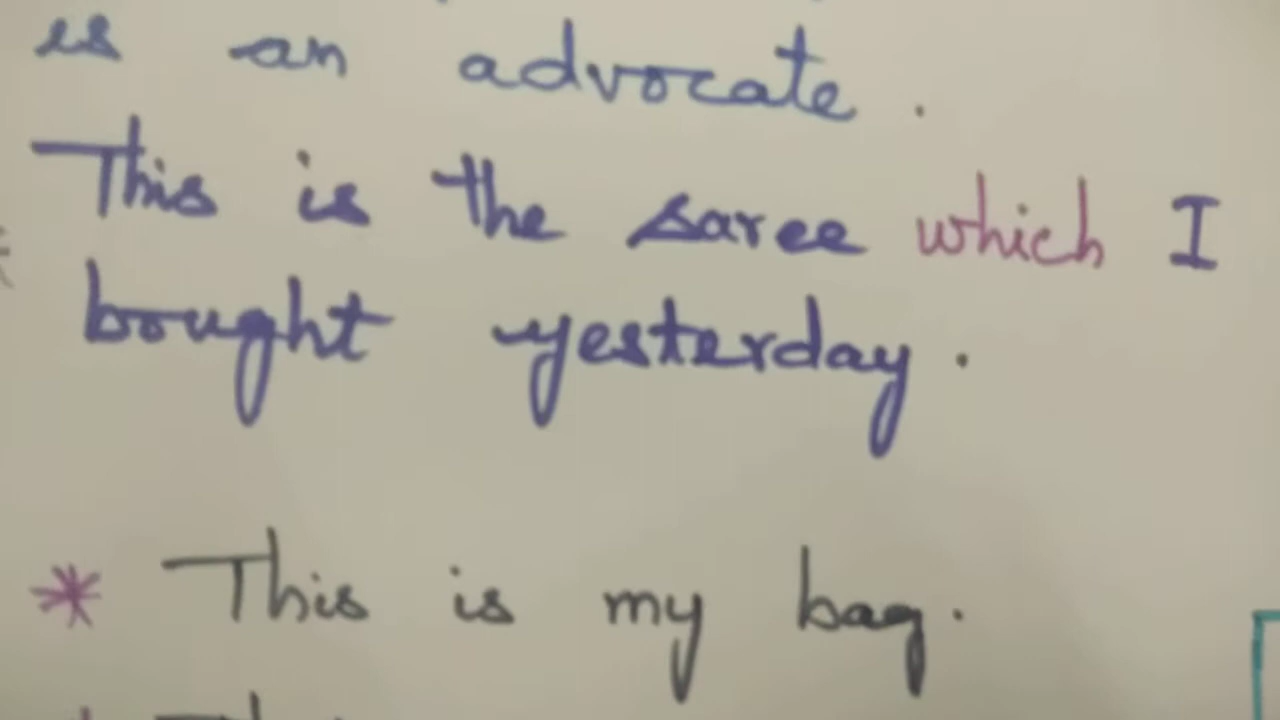 is an advocate.
This is the saree which I
bought yesterday.
* This is my bag.